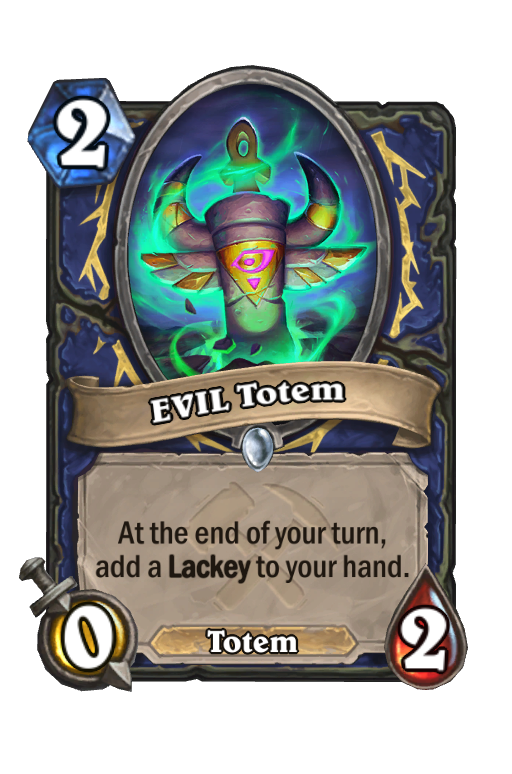 2
EVIL Totem
At the end of your turn,
add a Lackey to your hand.
0
Totem
2